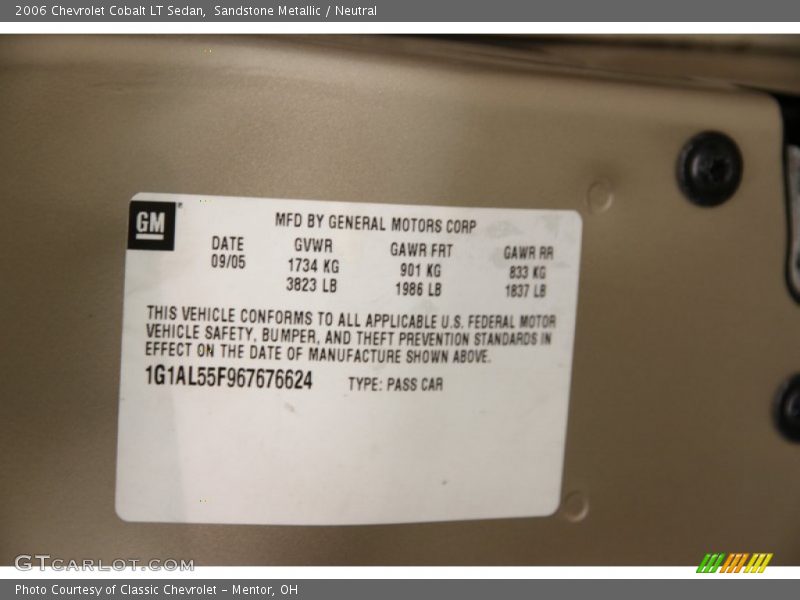 2006 Chevrolet Cobalt LT Sedan,  Sandstone Metallic / Neutral
GM
MFD BY GENERAL MOTORS CORP
DATE GVWR GAWR FRT GAWR RR
09/05 1734 KG 901 KG 833 KG
3823 LB 1986 LB 1837 LB
THIS VEHICLE CONFORMS TO ALL APPLICABLE U.S. FEDERAL MOTOR
VEHICLE SAFETY, BUMPER, AND THEFT PREVENTION STANDARDS IN
EFFECT ON THE DATE OF MANUFACTURE SHOWN ABOVE.
1G1AL55F967676624 TYPE: PASS CAR
GTCARLOT.COM
Photo Courtesy of Classic Chevrolet - Mentor, OH